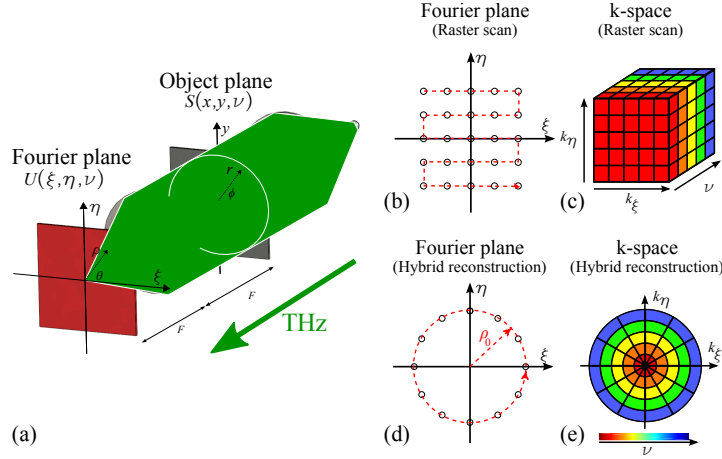 Object plane
S(x,y,ν)
y
r
ϕ
Fourier plane
U(ξ,η,ν)
η
ρ
θ
ξ
F
F
THz
(a)
Fourier plane
(Raster scan)
η
ξ
(b)
k-space
(Raster scan)
kη
kξ
ν
(c)
Fourier plane
(Hybrid reconstruction)
η
ρ0
ξ
(d)
k-space
(Hybrid reconstruction)
kη
kξ
ν
(e)